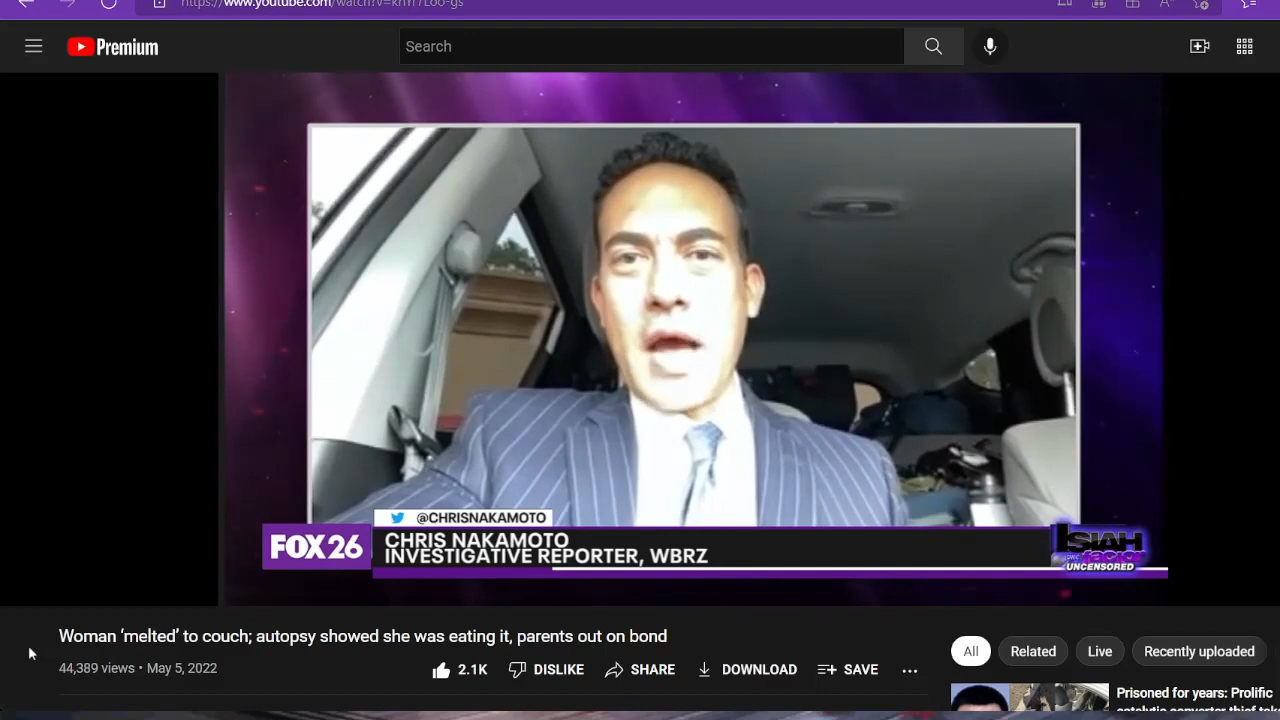 Premium
Search
@CHRISNAKAMOTO
FOX 26
CHRIS NAKAMOTO
INVESTIGATIVE REPORTER, WBRZ
ISIAH
factor
UNCENSORED
Woman ‘melted’ to couch; autopsy showed she was eating it, parents out on bond
44,389 views • May 5, 2022
2.1K
DISLIKE
SHARE
DOWNLOAD
SAVE
All
Related
Live
Recently uploaded
Prisoned for years: Prolific